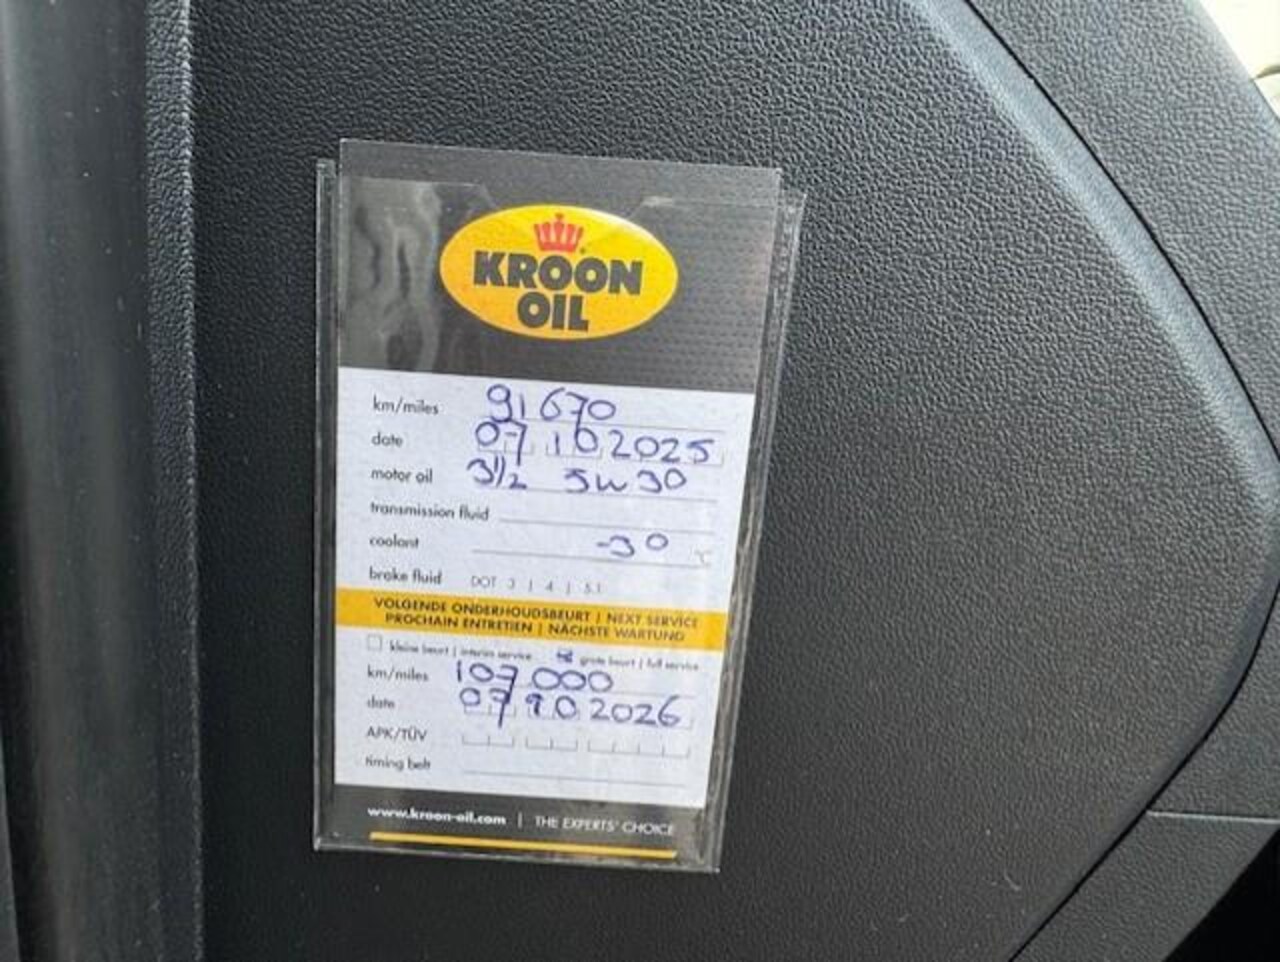 KROON
OIL
km/miles 91670
date 07 10 2025
motor oil 3 1/2 5w30
transmission fluid
coolant -3° °C
brake fluid DOT 3 | 4 | 5.1
VOLGENDE ONDERHOUDSBEURT | NEXT SERVICE
PROCHAIN ENTRETIEN | NÄCHSTE WARTUNG
kleine beurt | interim service grote beurt | full service
km/miles 107 000
date 07 10 2026
APK/TÜV
timing belt
www.kroon-oil.com | THE EXPERTS' CHOICE